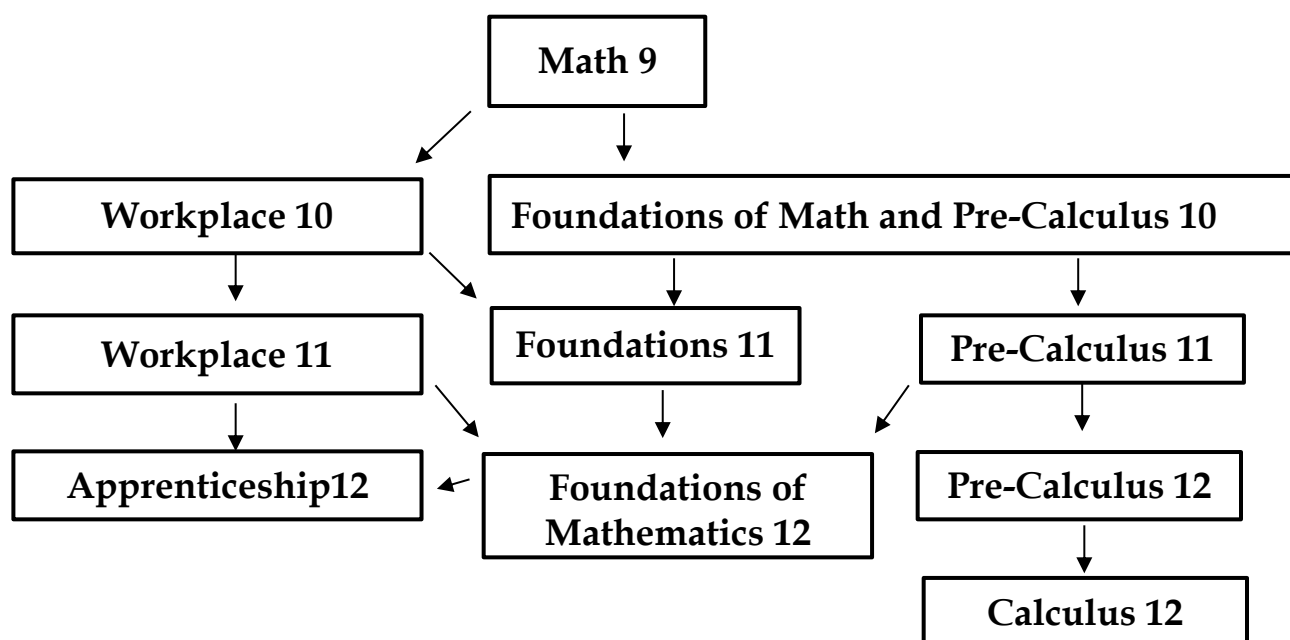 Math 9
Workplace 10
Foundations of Math and Pre-Calculus 10
Workplace 11
Foundations 11
Pre-Calculus 11
Apprenticeship12
Foundations of
Mathematics 12
Pre-Calculus 12
Calculus 12